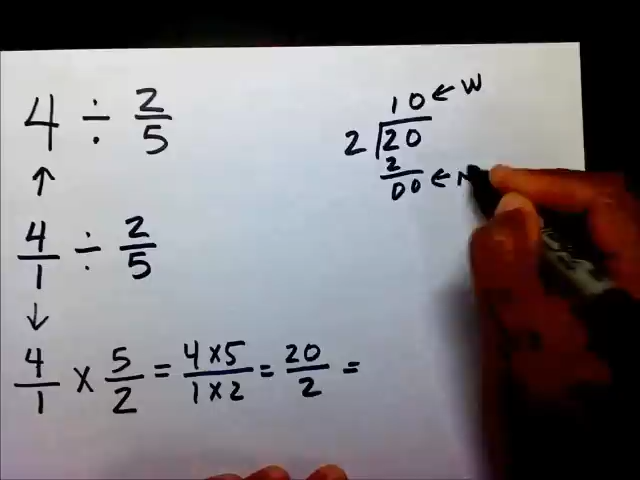 4 ÷ 2/5
↑
4/1 ÷ 2/5
↓
4/1 × 5/2 = 4×5/1×2 = 20/2 =
10 ← W
2 20
2
00 ←